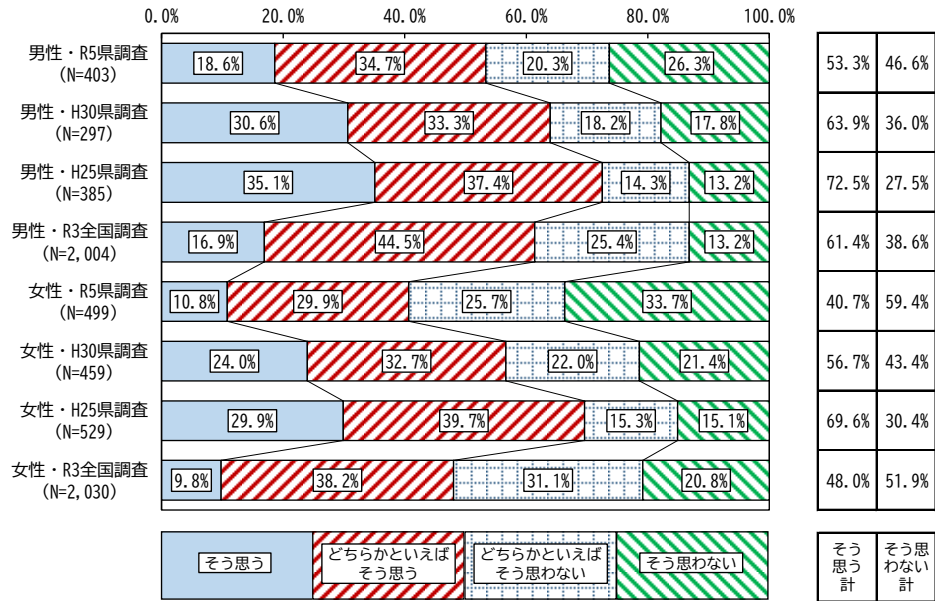 0.0% 20.0% 40.0% 60.0% 80.0% 100.0%
男性・R5県調査
(N=403)
18.6% 34.7% 20.3% 26.3% 53.3% 46.6%
男性・H30県調査
(N=297)
30.6% 33.3% 18.2% 17.8% 63.9% 36.0%
男性・H25県調査
(N=385)
35.1% 37.4% 14.3% 13.2% 72.5% 27.5%
男性・R3全国調査
(N=2,004)
16.9% 44.5% 25.4% 13.2% 61.4% 38.6%
女性・R5県調査
(N=499)
10.8% 29.9% 25.7% 33.7% 40.7% 59.4%
女性・H30県調査
(N=459)
24.0% 32.7% 22.0% 21.4% 56.7% 43.4%
女性・H25県調査
(N=529)
29.9% 39.7% 15.3% 15.1% 69.6% 30.4%
女性・R3全国調査
(N=2,030)
9.8% 38.2% 31.1% 20.8% 48.0% 51.9%
そう思う
どちらかといえば
そう思う
どちらかといえば
そう思わない
そう思わない
そう
思う
計
そう思
わない
計